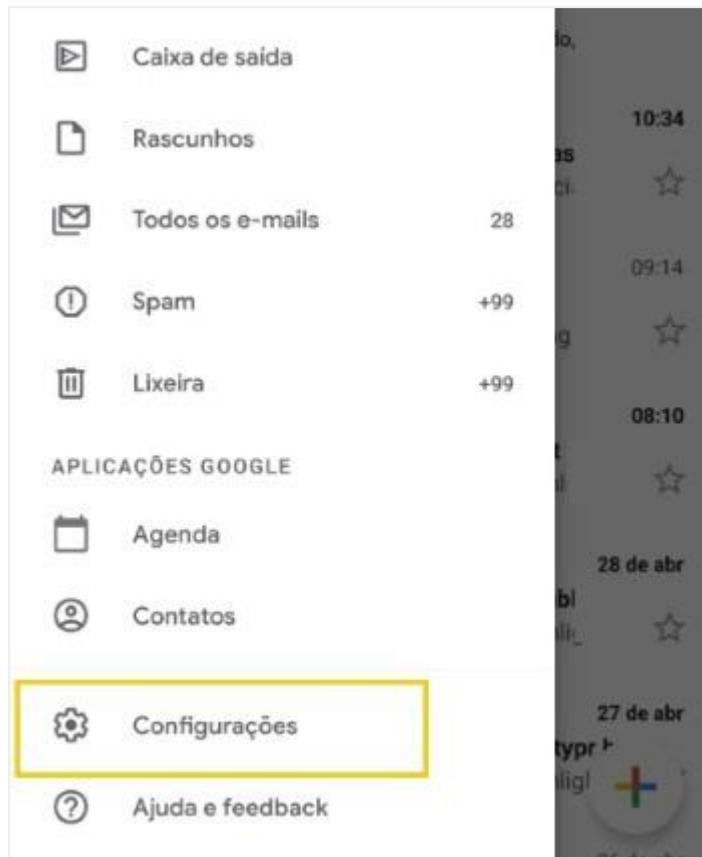 Caixa de saída
Rascunhos
10:34
Todos os e-mails 28
09:14
Spam +99
Lixeira +99
08:10
APLICAÇÕES GOOGLE
Agenda
28 de abr
Contatos
Configurações
27 de abr
Ajuda e feedback